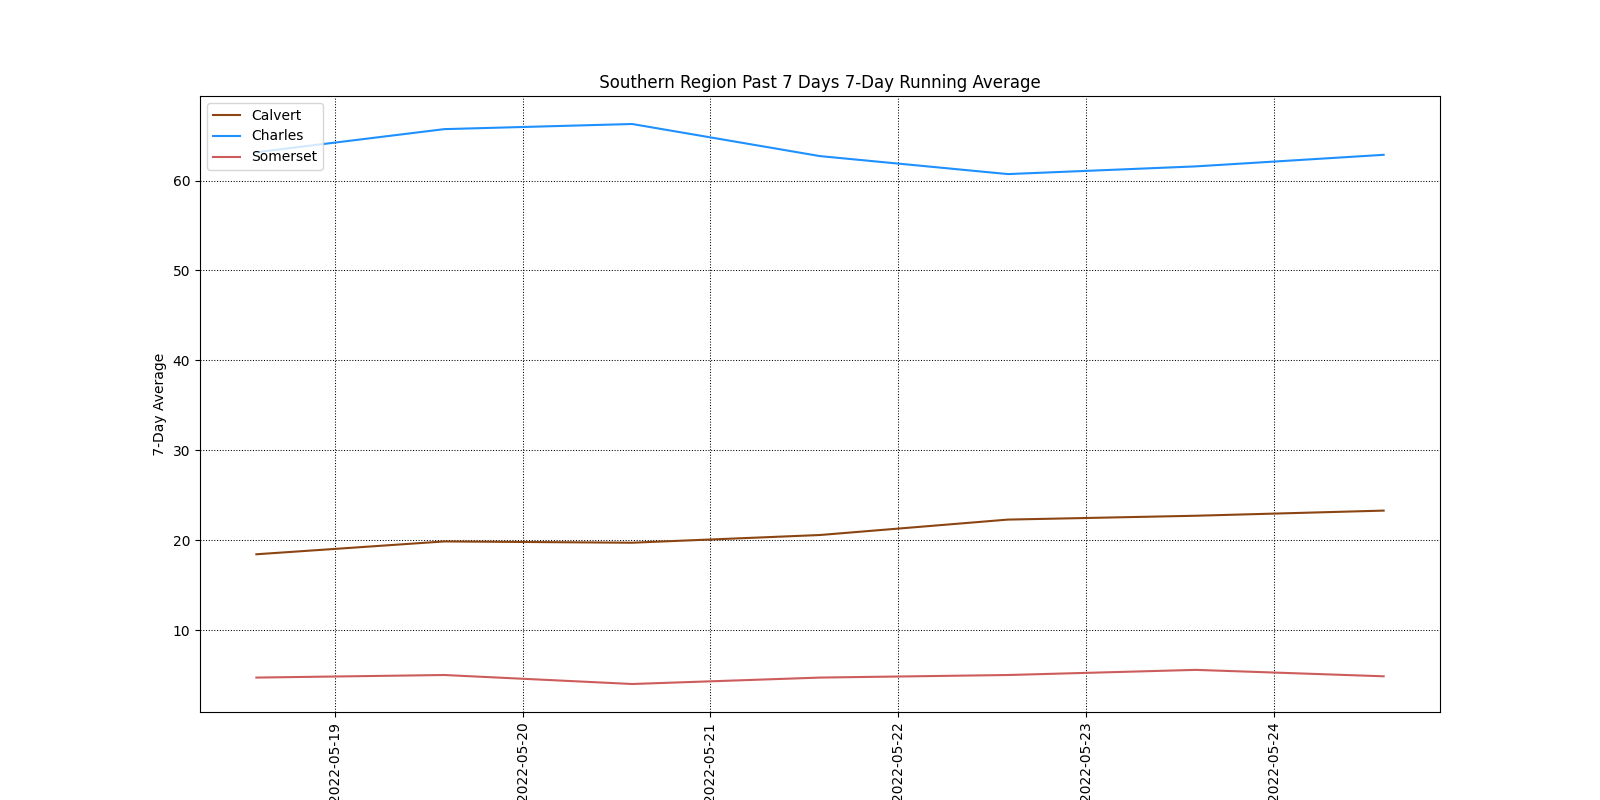 Southern Region Past 7 Days 7-Day Running Average
Calvert
Charles
Somerset
60
50
40
30
20
10
7-Day Average
2022-05-19
2022-05-20
2022-05-21
2022-05-22
2022-05-23
2022-05-24